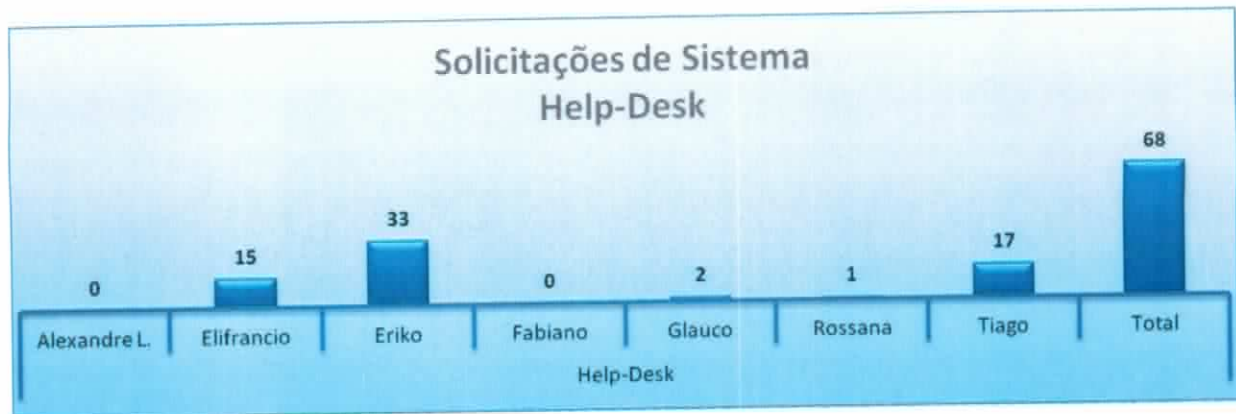 Solicitações de Sistema
Help-Desk
0
15
33
0
2
1
17
68
Alexandre L.
Elifrancio
Eriko
Fabiano
Glauco
Rossana
Tiago
Total
Help-Desk